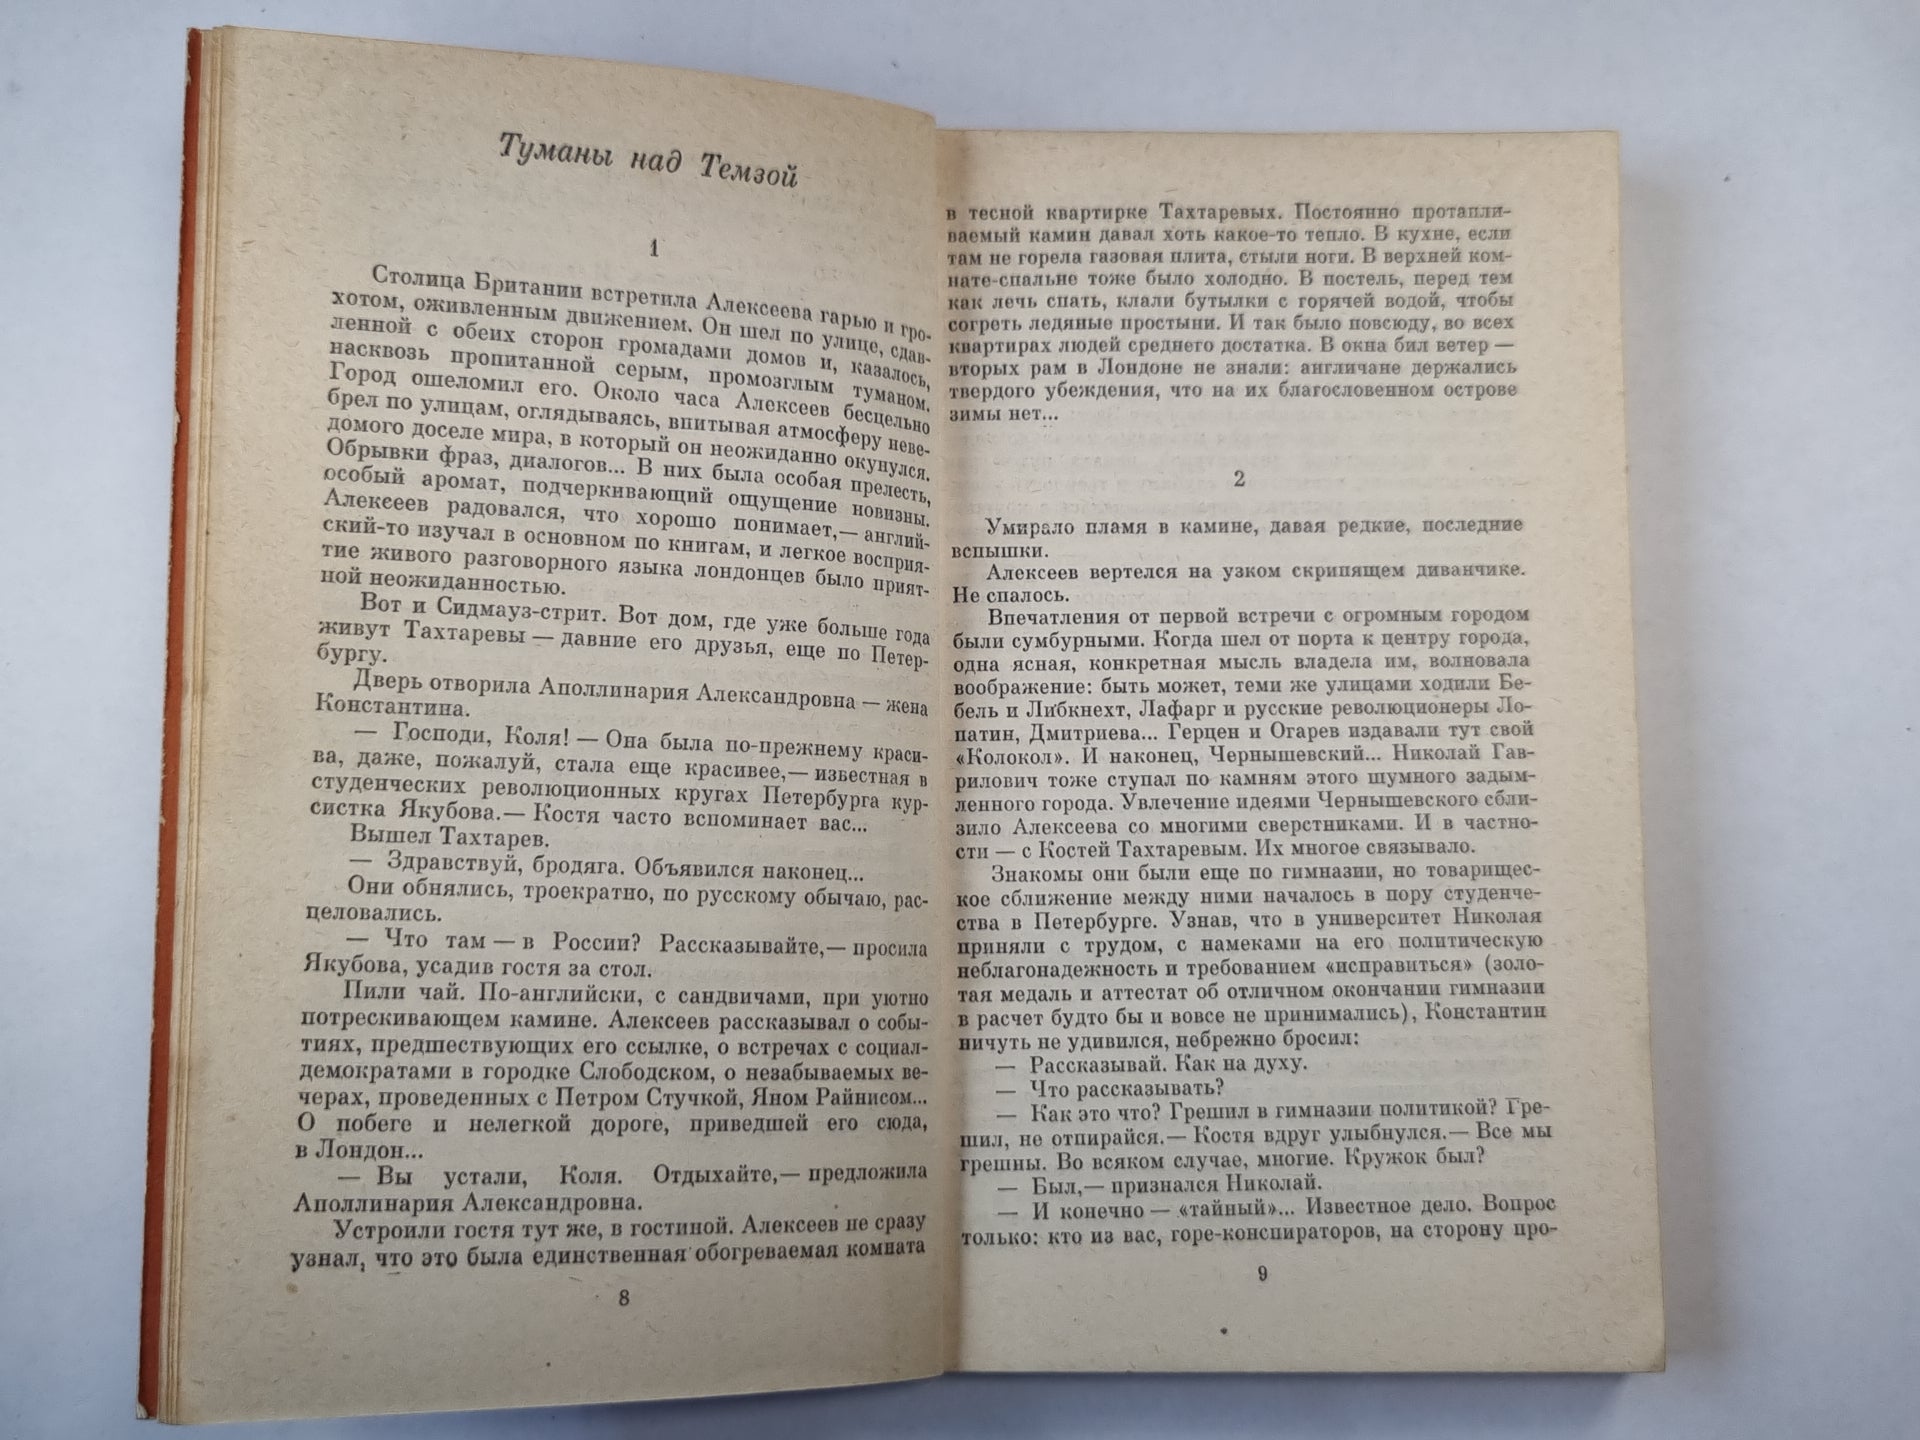 Туманы над Темзой
1
Столица Британии встретила Алексеева гарью и гро-
хотом, оживленным движением. Он шел по улице, сдав-
ленной с обеих сторон громадами домов и, казалось,
насквозь пропитанной серым, промозглым туманом.
Город ошеломил его. Около часа Алексеев бесцельно
брел по улицам, оглядываясь, впитывая атмосферу неве-
домого доселе мира, в который он неожиданно окунулся.
Обрывки фраз, диалогов... В них была особая прелесть,
особый аромат, подчеркивающий ощущение новизны.
Алексеев радовался, что хорошо понимает,— англий-
ский-то изучал в основном по книгам, и легкое восприя-
тие живого разговорного языка лондонцев было прият-
ной неожиданностью.
Вот и Сидмауз-стрит. Вот дом, где уже больше года
живут Тахтаревы — давние его друзья, еще по Петер-
бургу.
Дверь отворила Аполлинария Александровна — жена
Константина.
— Господи, Коля! — Она была по-прежнему краси-
ва, даже, пожалуй, стала еще красивее,— известная в
студенческих революционных кругах Петербурга кур-
систка Якубова.— Костя часто вспоминает вас...
Вышел Тахтарев.
— Здравствуй, бродяга. Объявился наконец...
Они обнялись, троекратно, по русскому обычаю, рас-
целовались.
— Что там — в России? Рассказывайте,— просила
Якубова, усадив гостя за стол.
Пили чай. По-английски, с сандвичами, при уютно
потрескивающем камине. Алексеев рассказывал о собы-
тиях, предшествующих его ссылке, о встречах с социал-
демократами в городке Слободском, о незабываемых ве-
черах, проведенных с Петром Стучкой, Яном Райнисом...
О побеге и нелегкой дороге, приведшей его сюда,
в Лондон...
— Вы устали, Коля. Отдыхайте,— предложила
Аполлинария Александровна.
Устроили гостя тут же, в гостиной. Алексеев не сразу
узнал, что это была единственная обогреваемая комната
8
в тесной квартирке Тахтаревых. Постоянно протапли-
ваемый камин давал хоть какое-то тепло. В кухне, если
там не горела газовая плита, стыли ноги. В верхней ком-
нате-спальне тоже было холодно. В постель, перед тем
как лечь спать, клали бутылки с горячей водой, чтобы
согреть ледяные простыни. И так было повсюду, во всех
квартирах людей среднего достатка. В окна бил ветер —
вторых рам в Лондоне не знали: англичане держались
твердого убеждения, что на их благословенном острове
зимы нет...
2
Умирало пламя в камине, давая редкие, последние
вспышки.
Алексеев вертелся на узком скрипящем диванчике.
Не спалось.
Впечатления от первой встречи с огромным городом
были сумбурными. Когда шел от порта к центру города,
одна ясная, конкретная мысль владела им, волновала
воображение: быть может, теми же улицами ходили Бе-
бель и Либкнехт, Лафарг и русские революционеры Ло-
патин, Дмитриева... Герцен и Огарев издавали тут свой
«Колокол». И наконец, Чернышевский... Николай Гав-
рилович тоже ступал по камням этого шумного задым-
ленного города. Увлечение идеями Чернышевского сбли-
зило Алексеева со многими сверстниками. И в частно-
сти — с Костей Тахтаревым. Их многое связывало.
Знакомы они были еще по гимназии, но товарищес-
кое сближение между ними началось в пору студенче-
ства в Петербурге. Узнав, что в университет Николая
приняли с трудом, с намеками на его политическую
неблагонадежность и требованием «исправиться» (золо-
тая медаль и аттестат об отличном окончании гимназии
в расчет будто бы и вовсе не принимались), Константин
ничуть не удивился, небрежно бросил:
— Рассказывай. Как на духу.
— Что рассказывать?
— Как это что? Грешил в гимназии политикой? Гре-
шил, не отпирайся.— Костя вдруг улыбнулся.— Все мы
грешны. Во всяком случае, многие. Кружок был?
— Был,— признался Николай.
— И конечно — «тайный»... Известное дело. Вопрос
только: кто из вас, горе-конспираторов, на сторону про-
9